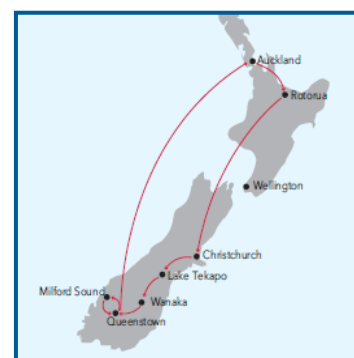 Auckland
Rotorua
Wellington
Christchurch
Lake Tekapo
Milford Sound
Wanaka
Queenstown